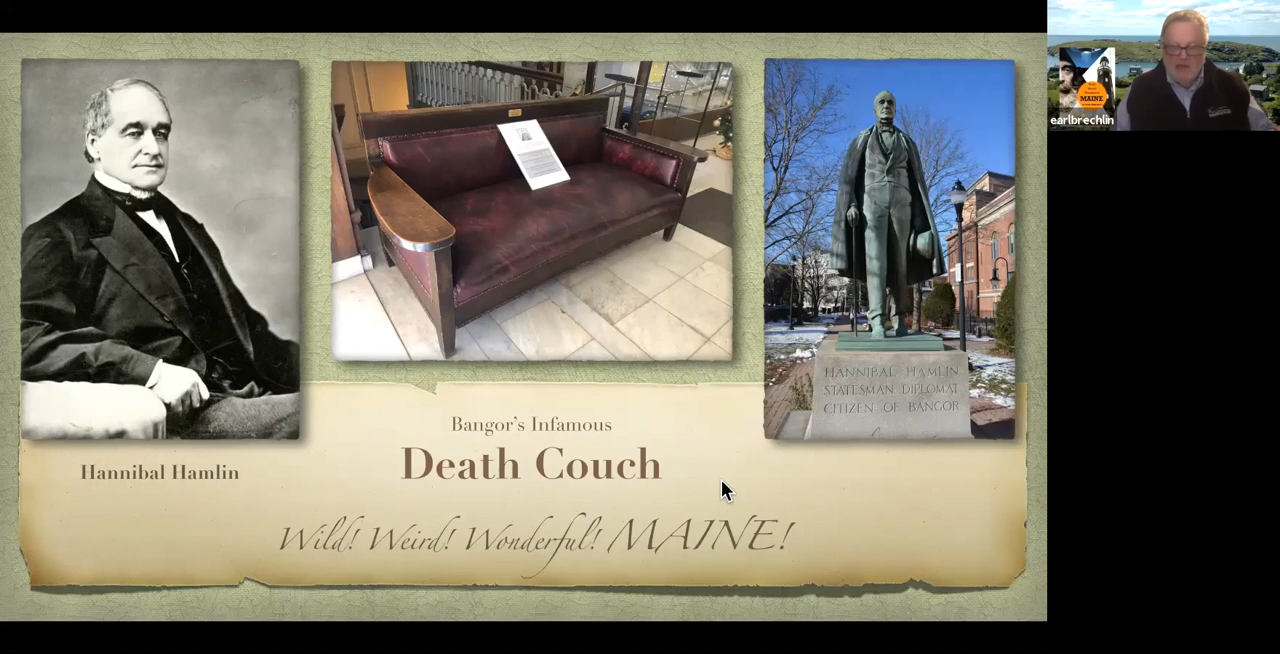 HANNIBAL HAMLIN
STATESMAN DIPLOMAT
CITIZEN OF BANGOR
Hannibal Hamlin
Bangor's Infamous
Death Couch
Wild! Weird! Wonderful! MAINE!
MAINE
earlbrechlin